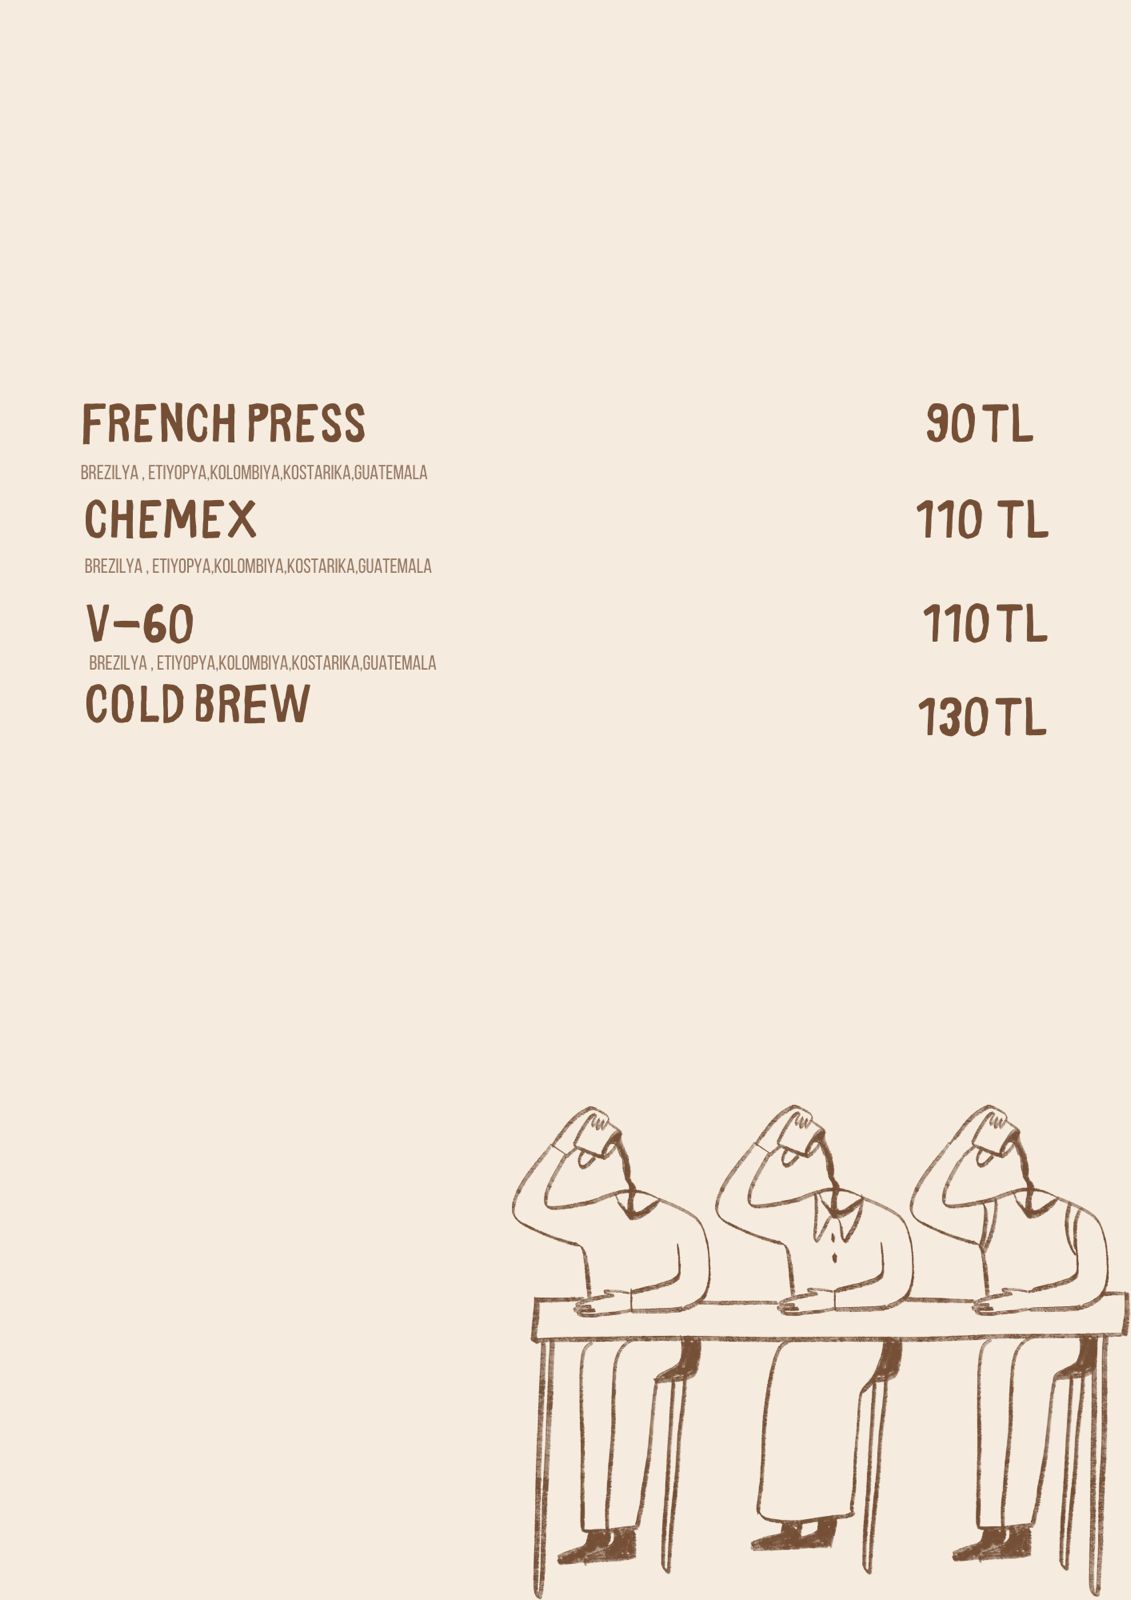 FRENCH PRESS 90 TL
BREZILYA , ETIYOPYA,KOLOMBIYA,KOSTARIKA,GUATEMALA
CHEMEX 110 TL
BREZILYA , ETIYOPYA,KOLOMBIYA,KOSTARIKA,GUATEMALA
V-60 110 TL
BREZILYA , ETIYOPYA,KOLOMBIYA,KOSTARIKA,GUATEMALA
COLD BREW 130 TL